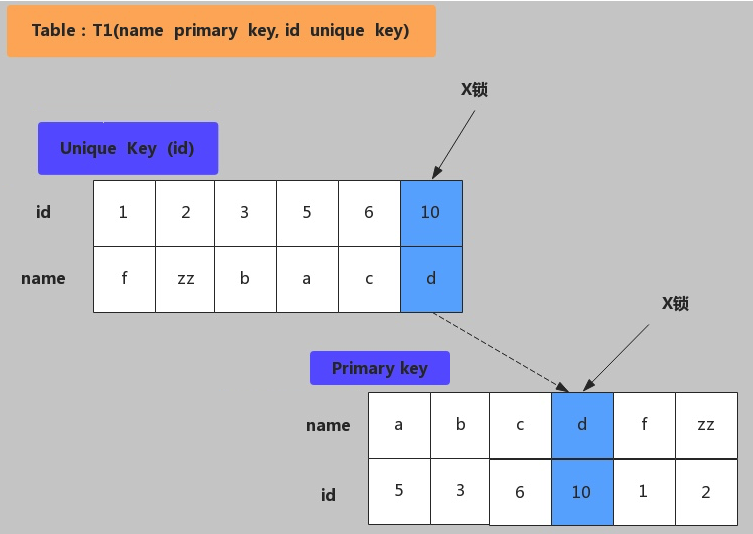 Table : T1(name primary key, id unique key)
X锁
Unique Key (id)
id 1 2 3 5 6 10
name f zz b a c d
X锁
Primary key
name a b c d f zz
id 5 3 6 10 1 2